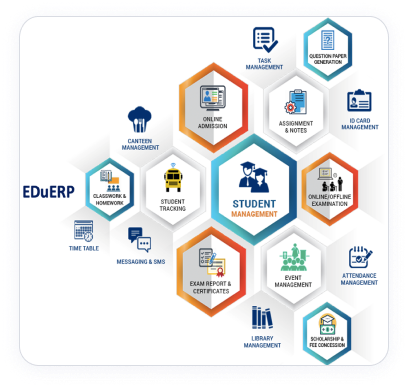 TASK
MANAGEMENT
QUESTION PAPER
GENERATION
ONLINE
ADMISSION
ASSIGNMENT
& NOTES
ID CARD
MANAGEMENT
CANTEEN
MANAGEMENT
EDuERP
CLASSWORK &
HOMEWORK
STUDENT
TRACKING
STUDENT
MANAGEMENT
ONLINE/OFFLINE
EXAMINATION
TIME TABLE
MESSAGING & SMS
EXAM REPORT &
CERTIFICATES
EVENT
MANAGEMENT
ATTENDANCE
MANAGEMENT
LIBRARY
MANAGEMENT
SCHOLARSHIP &
FEE CONCESSION